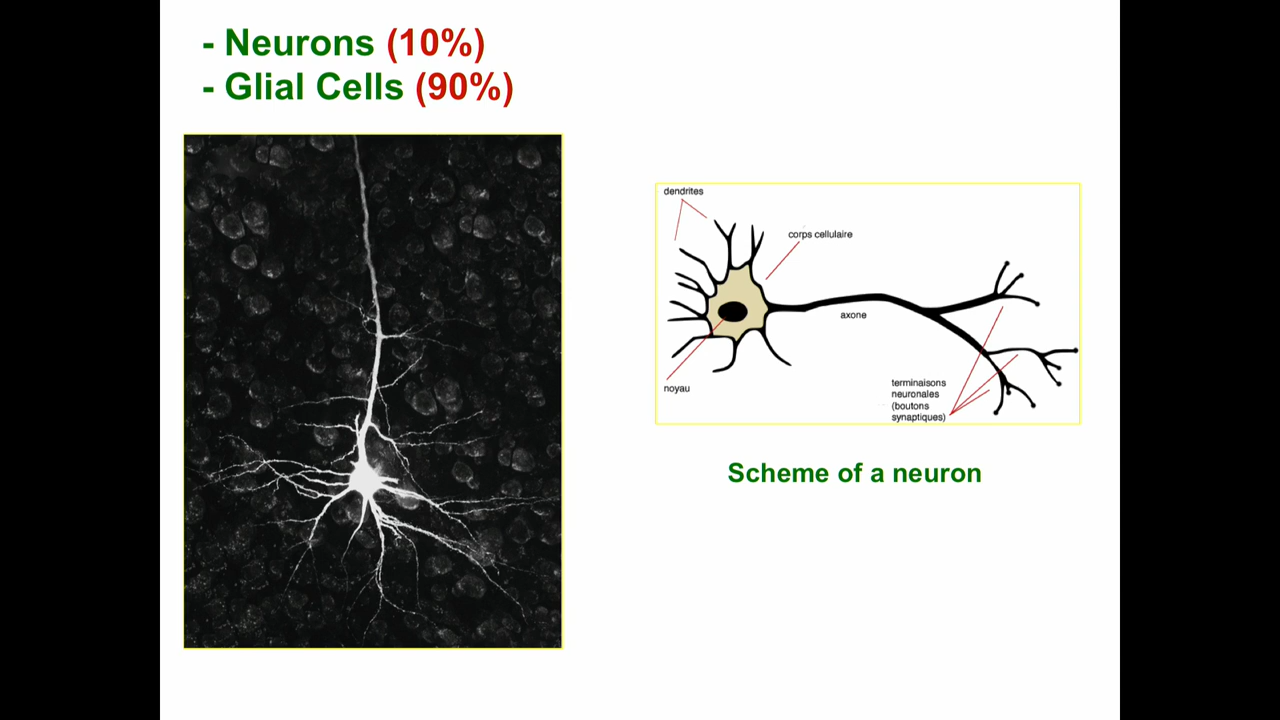 - Neurons (10%)
- Glial Cells (90%)
dendrites
corps cellulaire
axone
noyau
terminaisons
neuronales
(boutons
synaptiques)
Scheme of a neuron